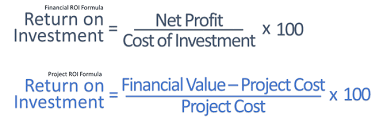 Financial ROI Formula
Return on Investment = Net Profit / Cost of Investment x 100
Project ROI Formula
Return on Investment = Financial Value – Project Cost / Project Cost x 100